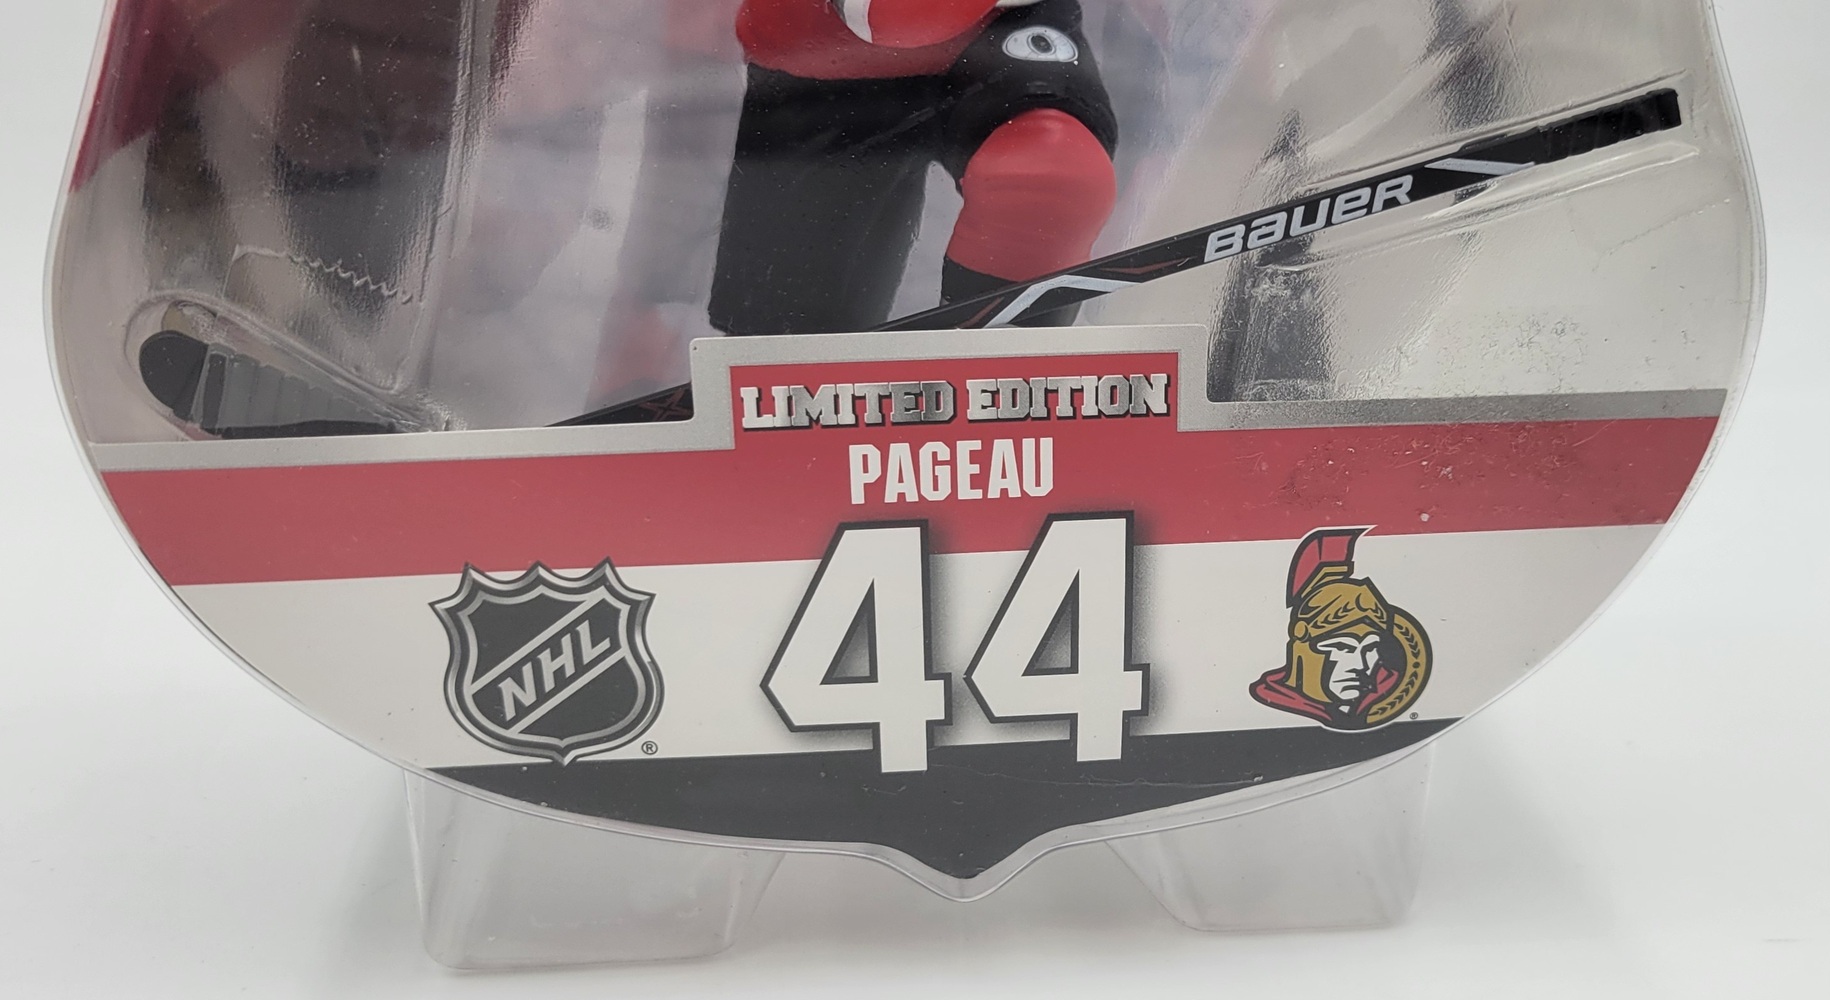 BAUER
LIMITED EDITION
PAGEAU
44
NHL
®